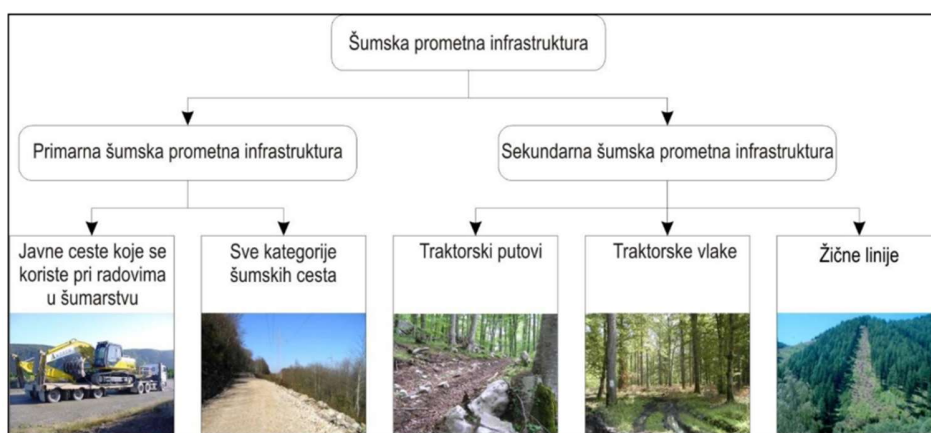 Šumska prometna infrastruktura
Primarna šumska prometna infrastruktura
Sekundarna šumska prometna infrastruktura
Javne ceste koje se
koriste pri radovima
u šumarstvu
Sve kategorije
šumskih cesta
Traktorski putovi
Traktorske vlake
Žične linije